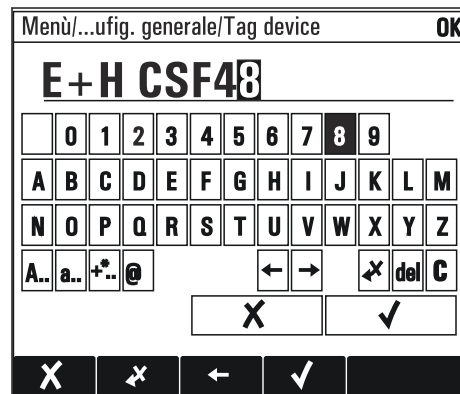 Menù/...ufig. generale/Tag device OK
E+H CSF48
0 1 2 3 4 5 6 7 8 9
A B C D E F G H I J K L M
N O P Q R S T U V W X Y Z
A.. a.. +*.. @ ← → del C
✗ ✓
✗ ← ✓